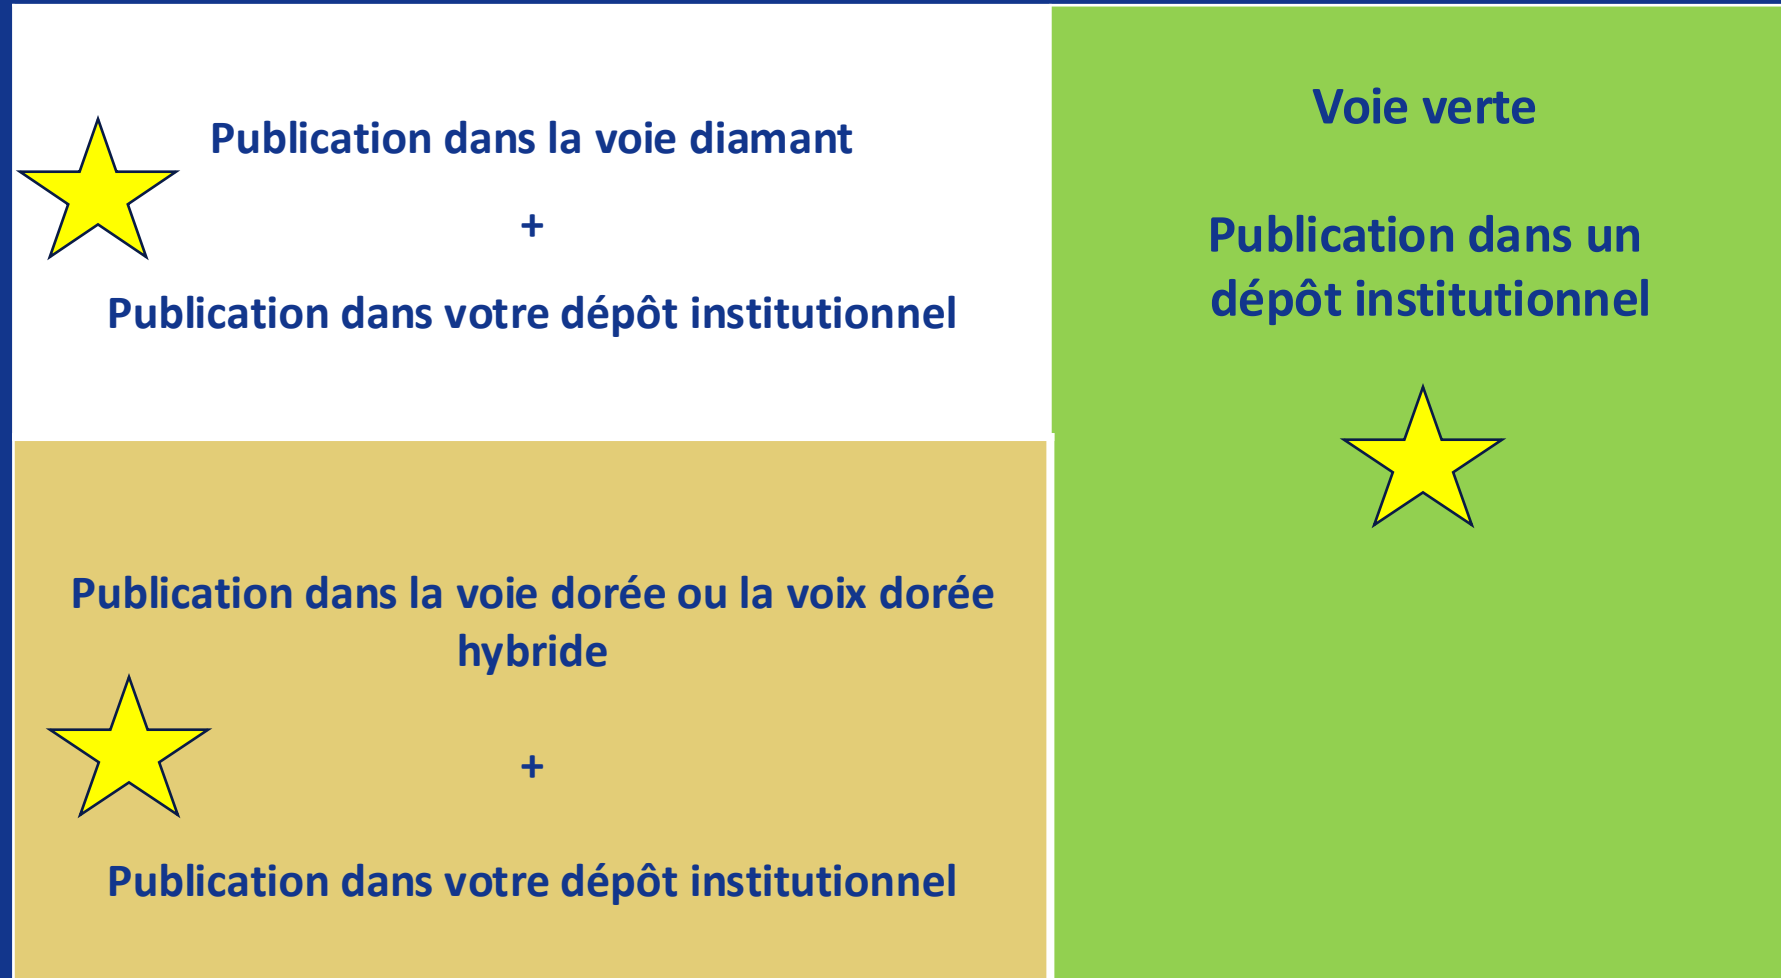 Publication dans la voie diamant
+
Publication dans votre dépôt institutionnel
Voie verte
Publication dans un
dépôt institutionnel
Publication dans la voie dorée ou la voix dorée
hybride
+
Publication dans votre dépôt institutionnel